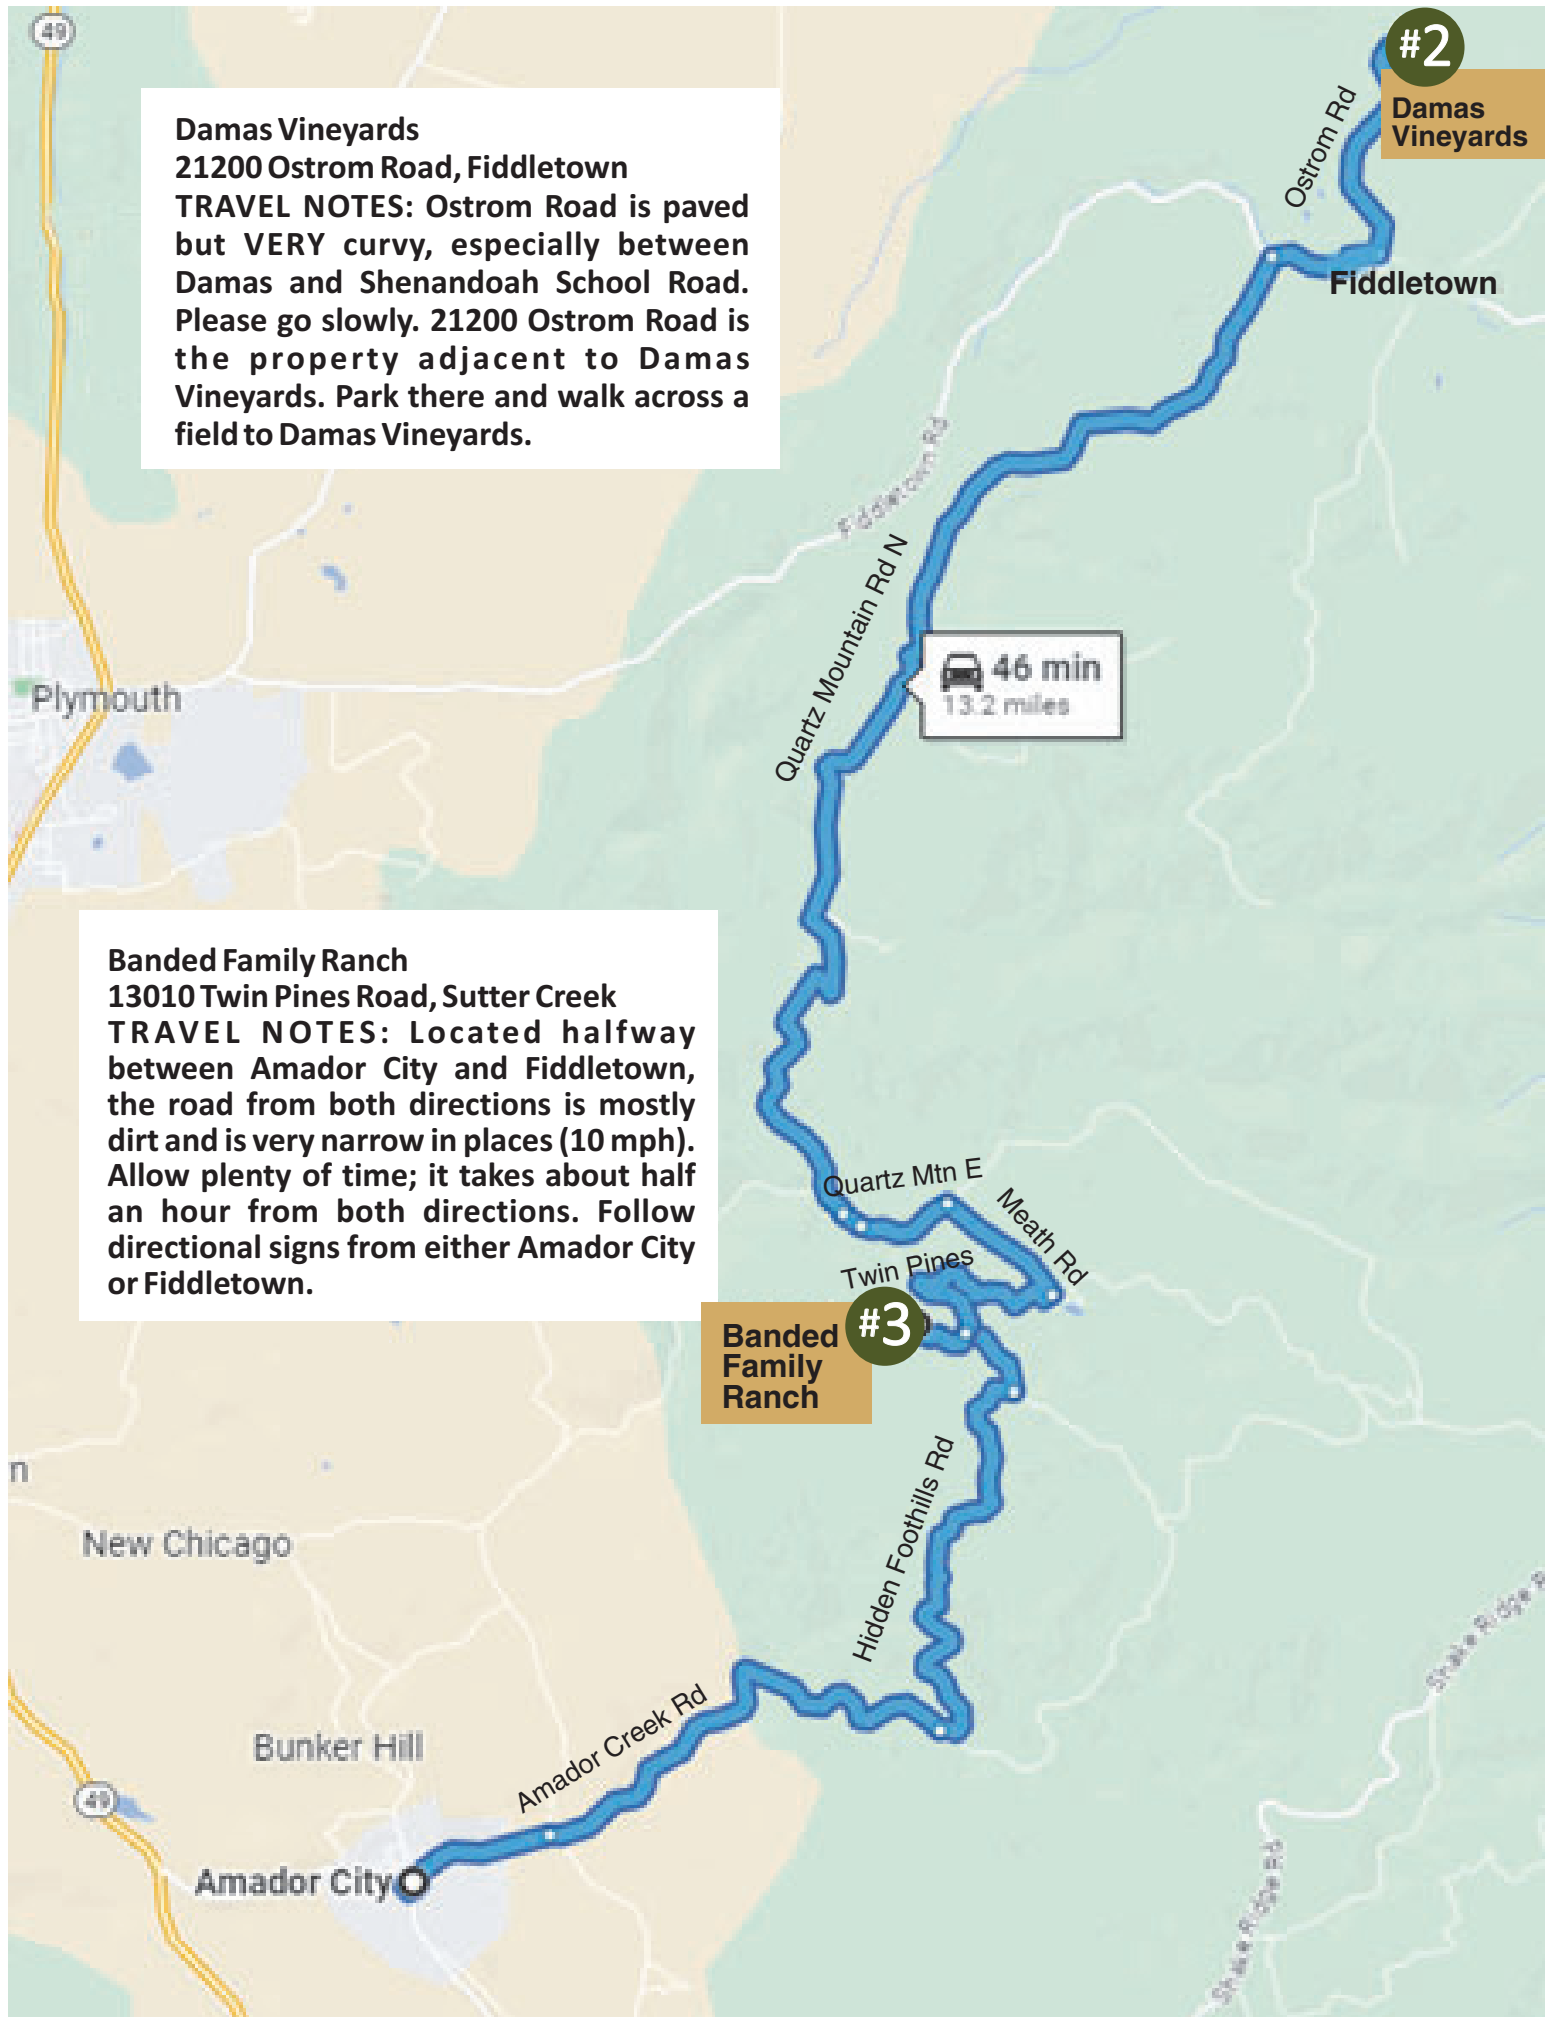 49
#2
Damas
Vineyards
Ostrom Rd
Damas Vineyards
21200 Ostrom Road, Fiddletown
TRAVEL NOTES: Ostrom Road is paved
but VERY curvy, especially between
Damas and Shenandoah School Road.
Please go slowly. 21200 Ostrom Road is
the property adjacent to Damas
Vineyards. Park there and walk across a
field to Damas Vineyards.
Fiddletown
Fiddletown Rd
Quartz Mountain Rd N
46 min
13.2 miles
Plymouth
Banded Family Ranch
13010 Twin Pines Road, Sutter Creek
TRAVEL NOTES: Located halfway
between Amador City and Fiddletown,
the road from both directions is mostly
dirt and is very narrow in places (10 mph).
Allow plenty of time; it takes about half
an hour from both directions. Follow
directional signs from either Amador City
or Fiddletown.
Quartz Mtn E
Meath Rd
Twin Pines
#3
Banded
Family
Ranch
n
Hidden Foothills Rd
New Chicago
Shake Ridge R
Amador Creek Rd
Bunker Hill
49
Amador City
Shake Ridge Rd